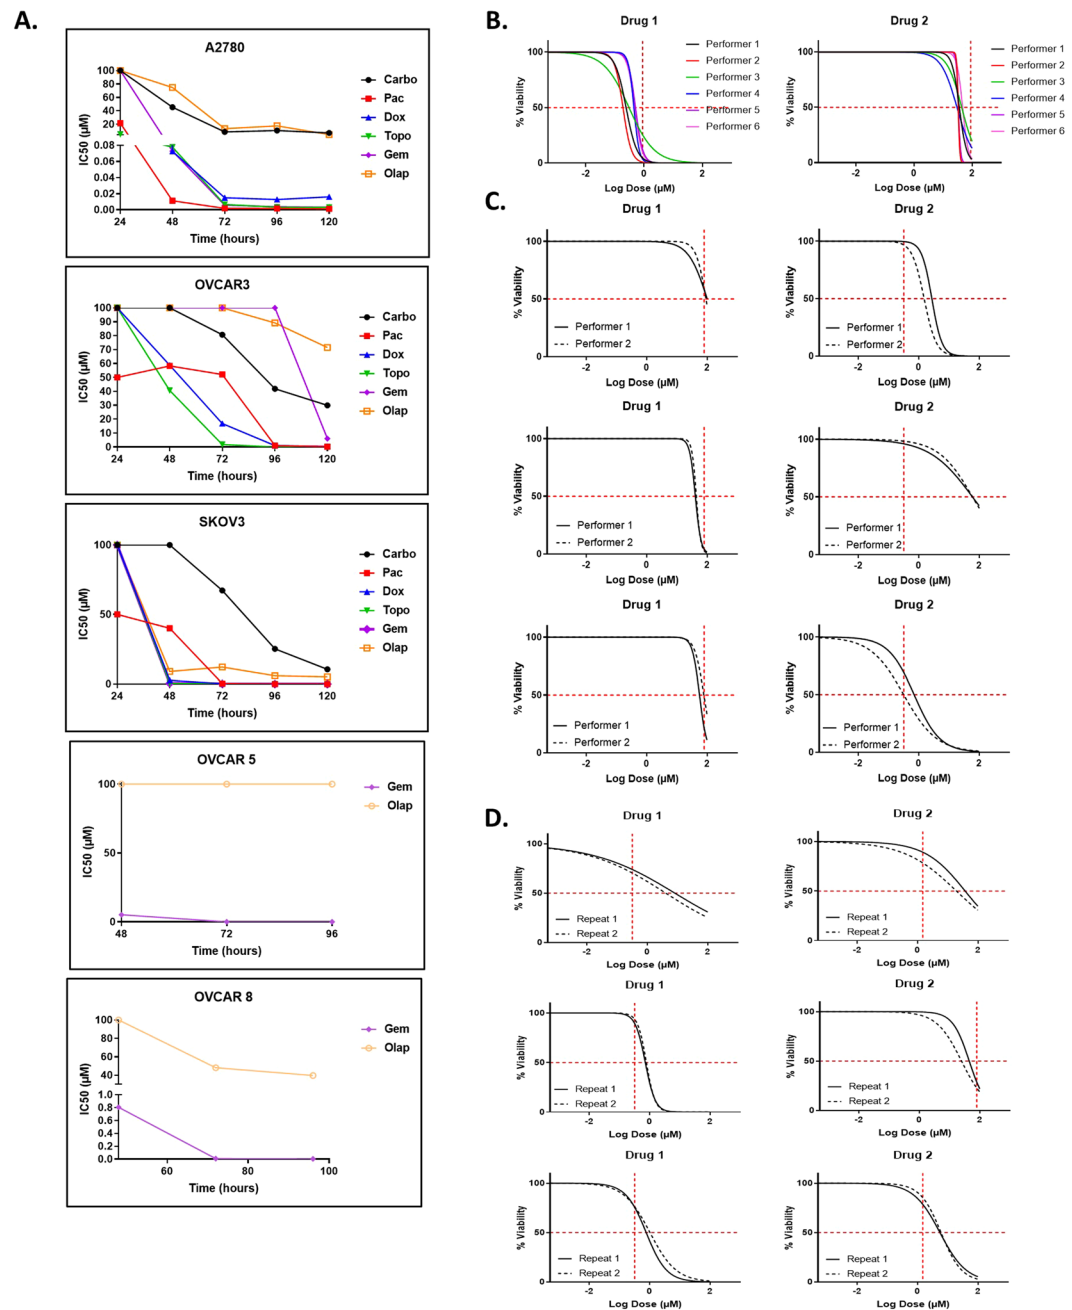 A.
A2780
IC50 (µM)
100
80
60
40
20
0.08
0.06
0.04
0.02
0.00
24 48 72 96 120
Time (hours)
Carbo
Pac
Dox
Topo
Gem
Olap
OVCAR3
IC50 (µM)
100
90
80
70
60
50
40
30
20
10
0
24 48 72 96 120
Time (hours)
Carbo
Pac
Dox
Topo
Gem
Olap
SKOV3
IC50 (µM)
100
50
0
24 48 72 96 120
Time (hours)
Carbo
Pac
Dox
Topo
Gem
Olap
OVCAR 5
IC50 (µM)
100
50
0
48 72 96
Time (hours)
Gem
Olap
OVCAR 8
IC50 (µM)
100
80
60
40
1.0
0.8
0.6
0.4
0.2
0.0
60 80 100
Time (hours)
Gem
Olap
B.
Drug 1
% Viability
100
50
0
-2 0 2
Log Dose (µM)
Performer 1
Performer 2
Performer 3
Performer 4
Performer 5
Performer 6
Drug 2
% Viability
100
50
0
-2 0 2
Log Dose (µM)
Performer 1
Performer 2
Performer 3
Performer 4
Performer 5
Performer 6
C.
Drug 1
% Viability
100
50
0
Performer 1
Performer 2
-2 0 2
Log Dose (µM)
Drug 2
% Viability
100
50
0
Performer 1
Performer 2
-2 0 2
Log Dose (µM)
Drug 1
% Viability
100
50
0
Performer 1
Performer 2
-2 0 2
Log Dose (µM)
Drug 2
% Viability
100
50
0
Performer 1
Performer 2
-2 0 2
Log Dose (µM)
Drug 1
% Viability
100
50
0
Performer 1
Performer 2
-2 0 2
Log Dose (µM)
Drug 2
% Viability
100
50
0
Performer 1
Performer 2
-2 0 2
Log Dose (µM)
D.
Drug 1
% Viability
100
50
0
Repeat 1
Repeat 2
-2 0 2
Log Dose (µM)
Drug 2
% Viability
100
50
0
Repeat 1
Repeat 2
-2 0 2
Log Dose (µM)
Drug 1
% Viability
100
50
0
Repeat 1
Repeat 2
-2 0 2
Log Dose (µM)
Drug 2
% Viability
100
50
0
Repeat 1
Repeat 2
-2 0 2
Log Dose (µM)
Drug 1
% Viability
100
50
0
Repeat 1
Repeat 2
-2 0 2
Log Dose (µM)
Drug 2
% Viability
100
50
0
Repeat 1
Repeat 2
-2 0 2
Log Dose (µM)